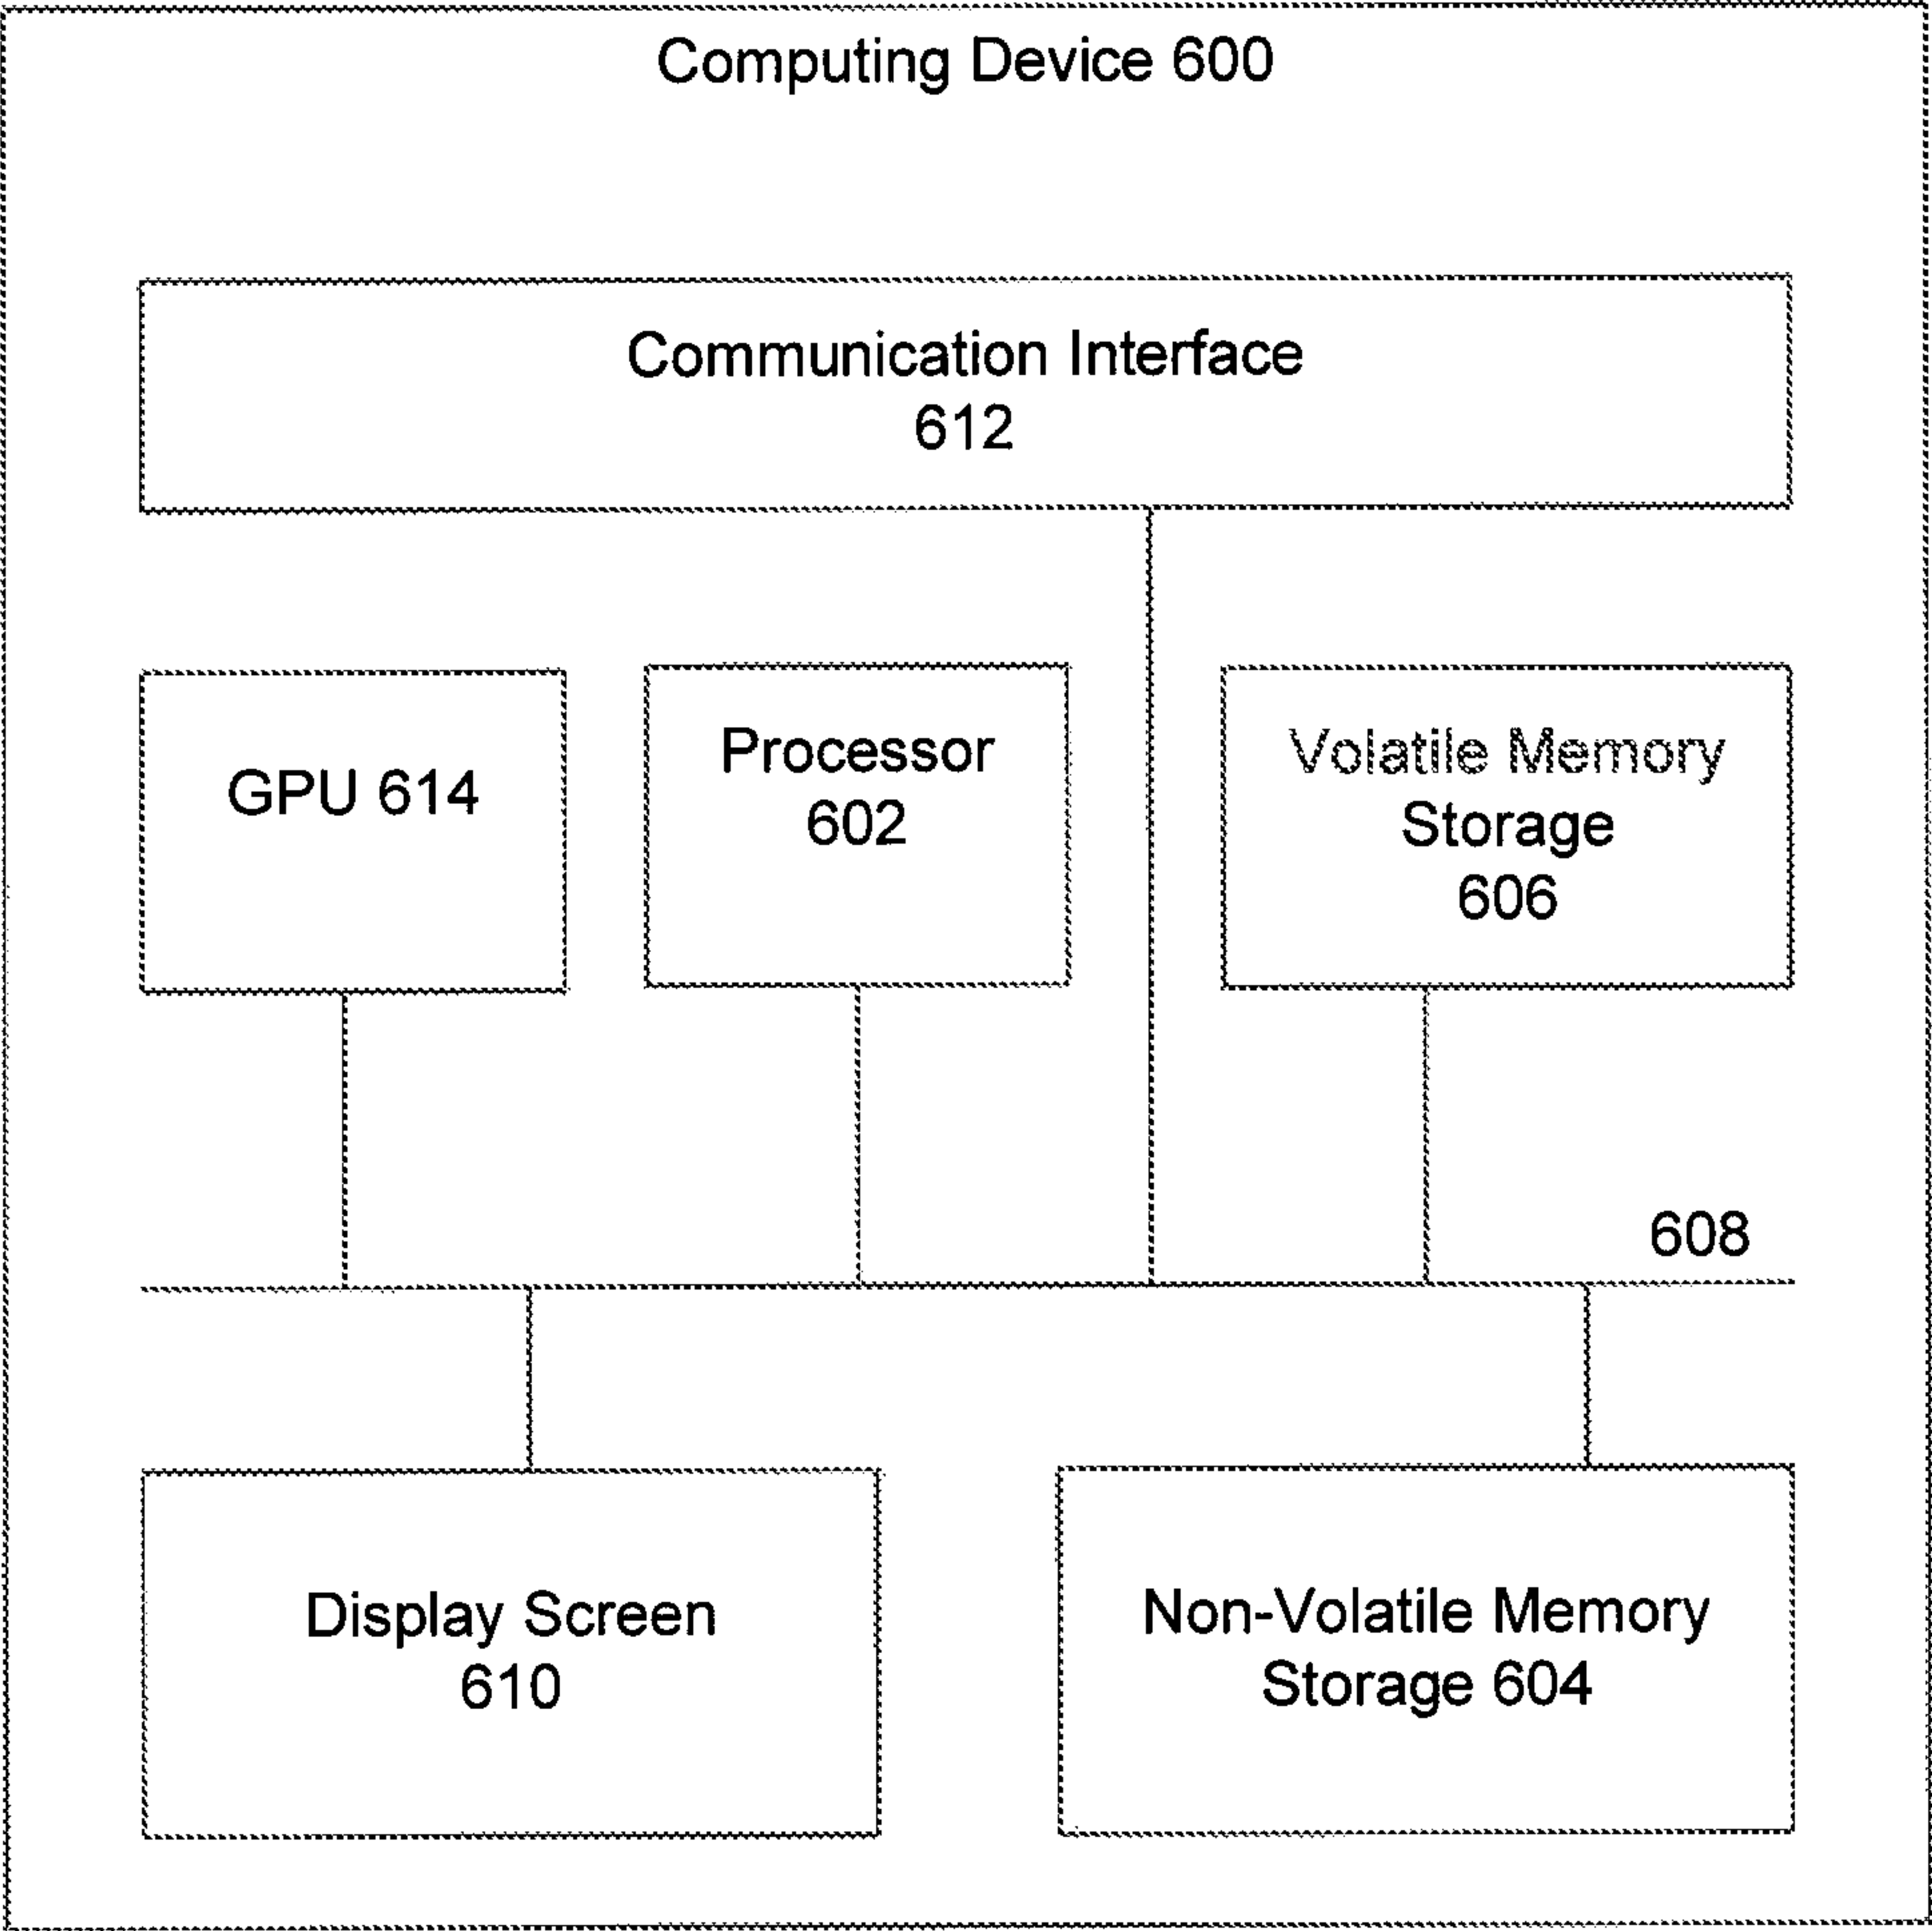 Computing Device 600
Communication Interface
612
GPU 614
Processor
602
Volatile Memory
Storage
606
608
Display Screen
610
Non-Volatile Memory
Storage 604